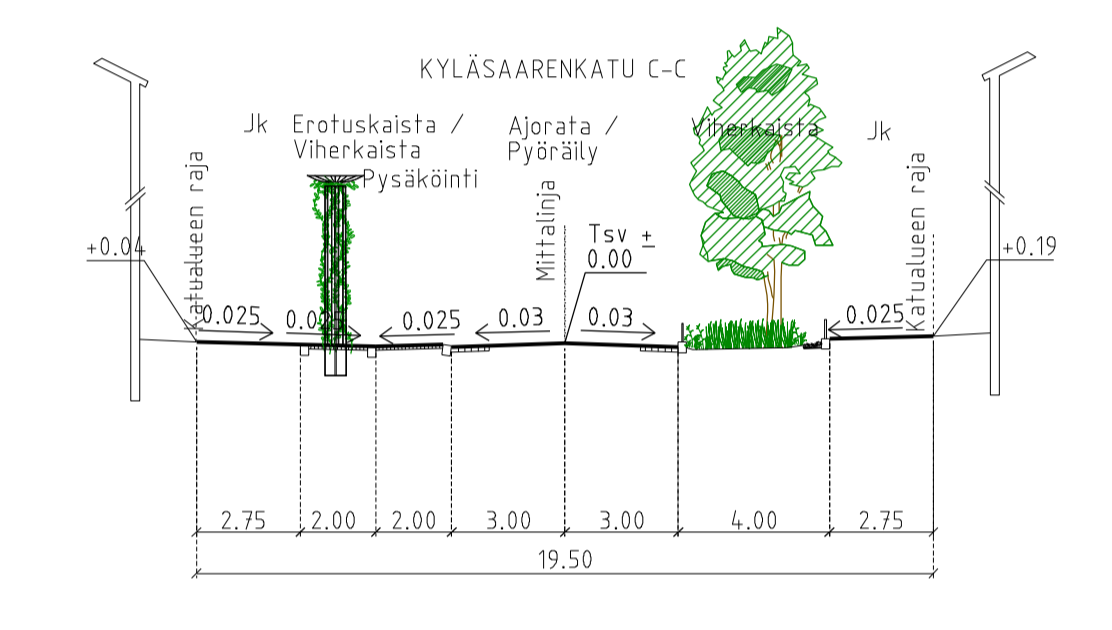 KYLÄSAARENKATU C-C
Jk
Erotuskaista /
Viherkaista
Pysäköinti
Ajorata /
Pyöräily
Viherkaista
Jk
Katualueen raja
Mittalinja
Katualueen raja
Tsv ±
0.00
+0.04
+0.19
0.025
0.025
0.025
0.03
0.03
0.025
2.75
2.00
2.00
3.00
3.00
4.00
2.75
19.50